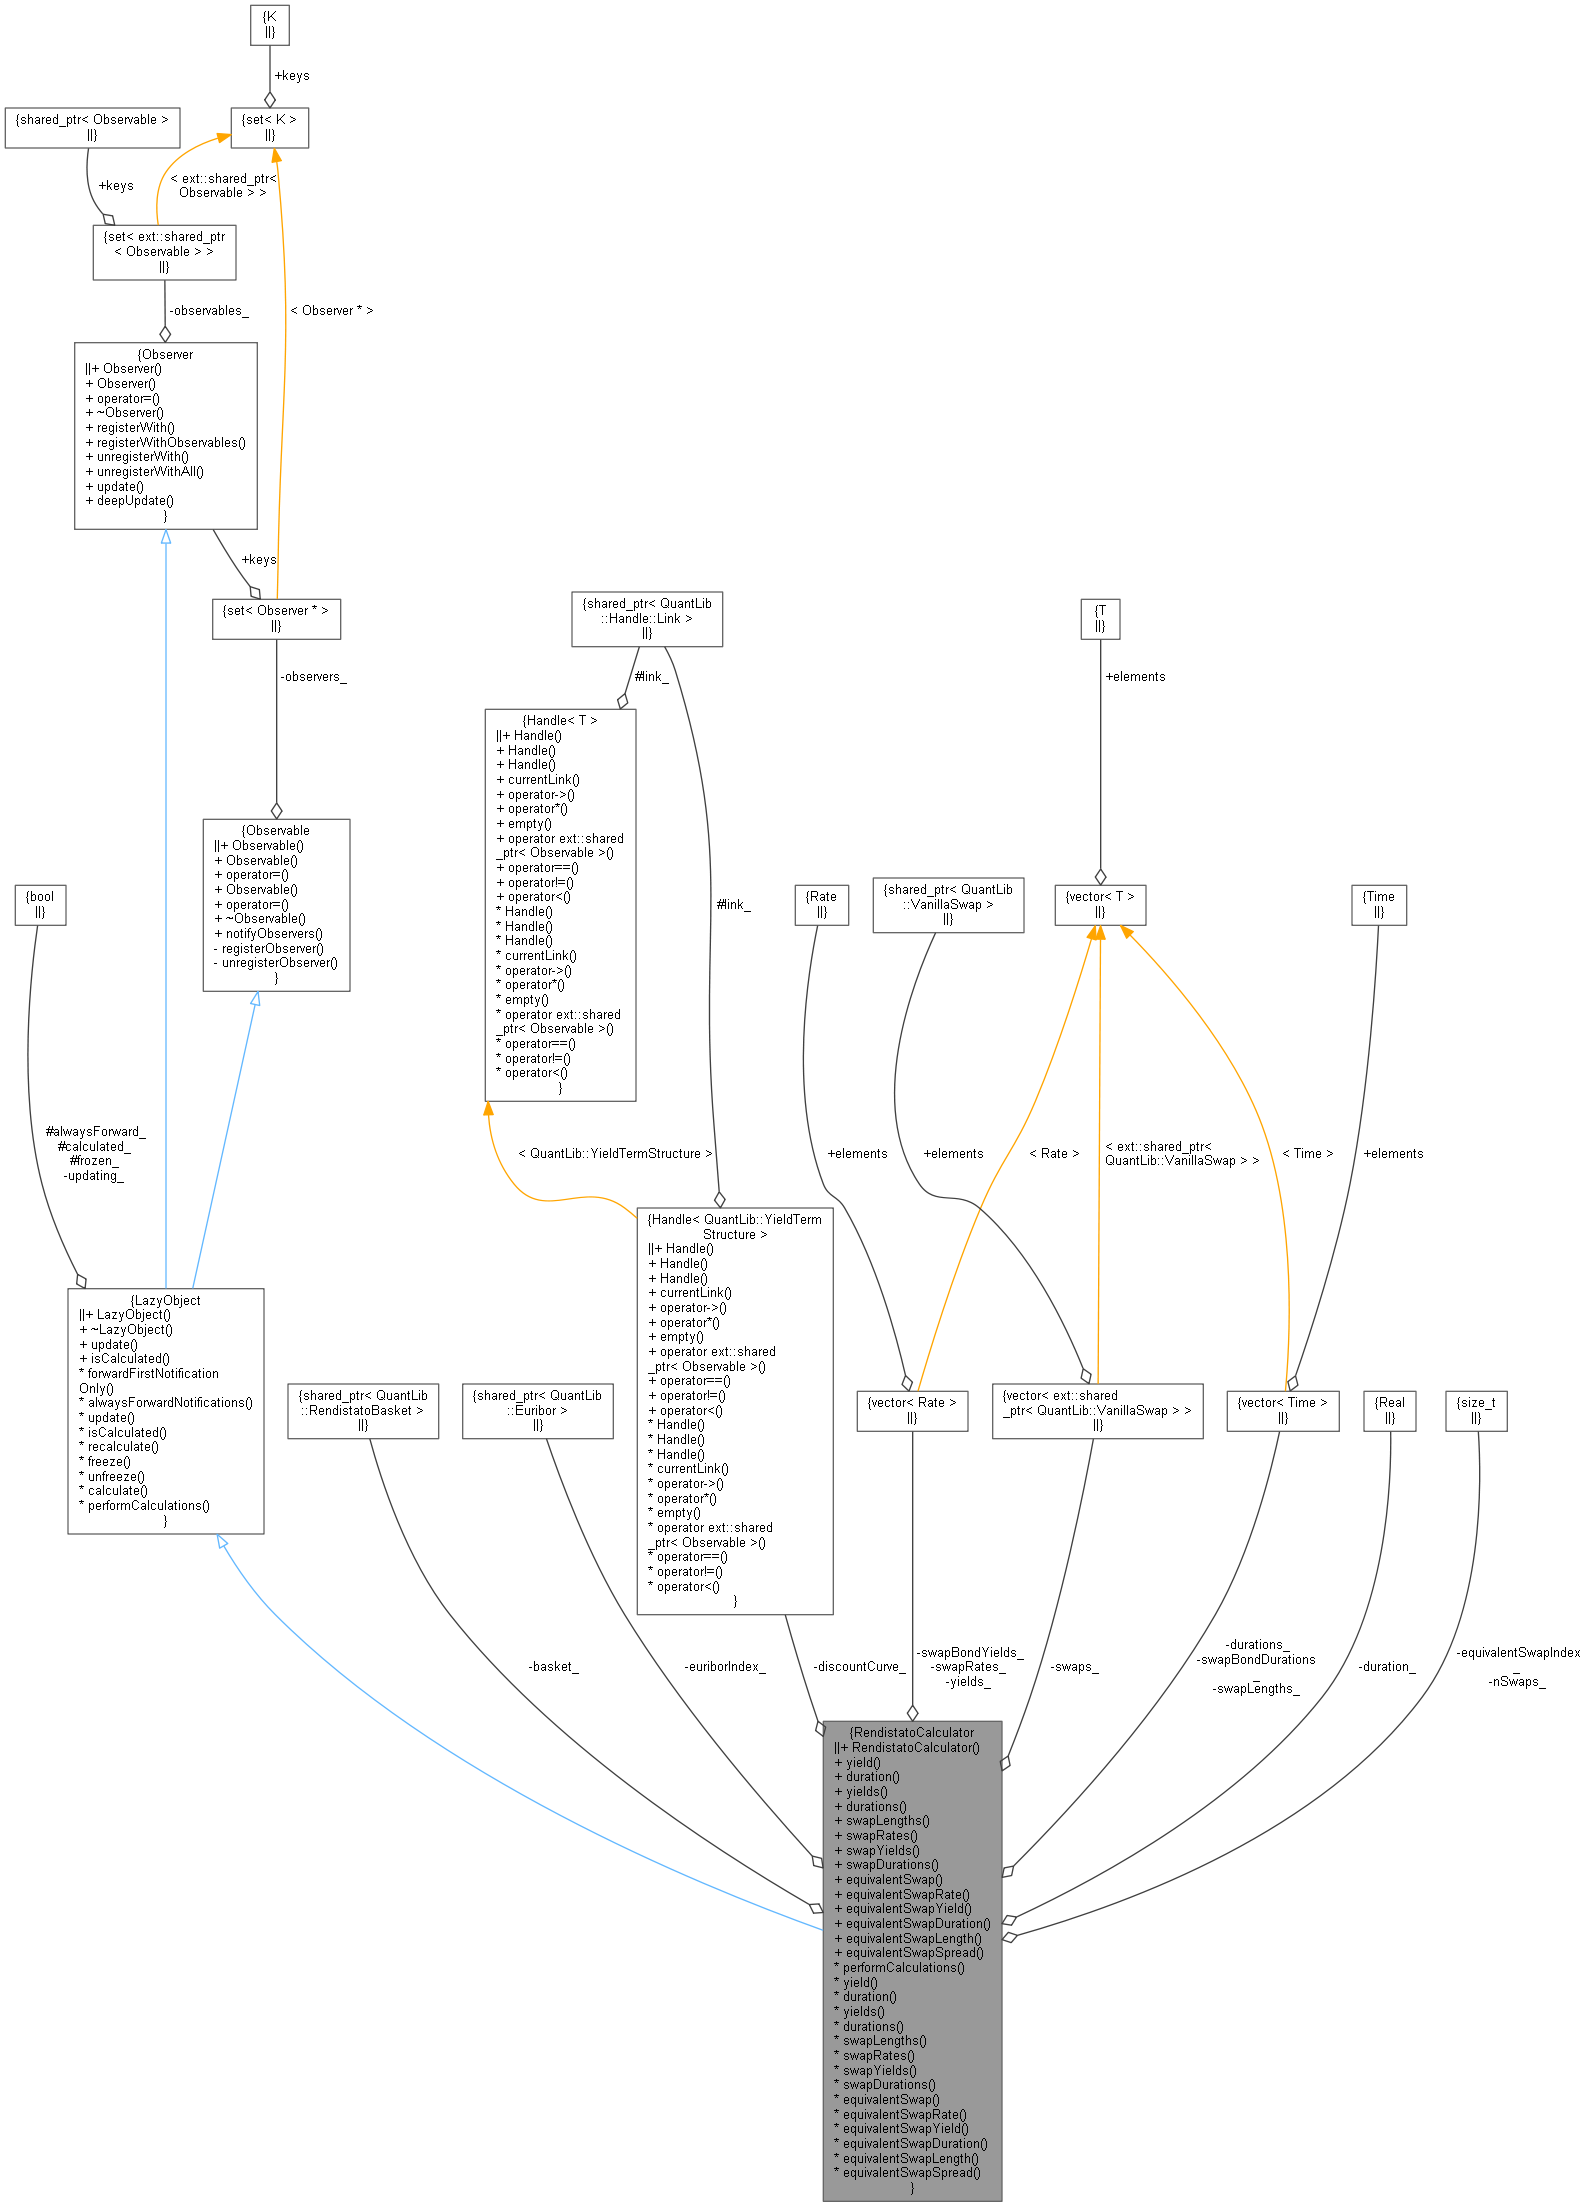 {K
||}
+keys
{shared_ptr< Observable >
||}
{set< K >
||}
+keys
< ext::shared_ptr<
Observable > >
{set< ext::shared_ptr
< Observable > >
||}
-observables_
< Observer * >
{Observer
||+ Observer()
+ Observer()
+ operator=()
+ ~Observer()
+ registerWith()
+ registerWithObservables()
+ unregisterWith()
+ unregisterWithAll()
+ update()
+ deepUpdate()
}
+keys
{set< Observer * >
||}
-observers_
{shared_ptr< QuantLib
::Handle::Link >
||}
#link_
{T
||}
+elements
{Handle< T >
||+ Handle()
+ Handle()
+ Handle()
+ currentLink()
+ operator->()
+ operator*()
+ empty()
+ operator ext::shared
_ptr< Observable >()
+ operator==()
+ operator!=()
+ operator<()
* Handle()
* Handle()
* Handle()
* currentLink()
* operator->()
* operator*()
* empty()
* operator ext::shared
_ptr< Observable >()
* operator==()
* operator!=()
* operator<()
}
#link_
{Observable
||+ Observable()
+ Observable()
+ operator=()
+ Observable()
+ operator=()
+ ~Observable()
+ notifyObservers()
- registerObserver()
- unregisterObserver()
}
{bool
||}
{Rate
||}
{shared_ptr< QuantLib
::VanillaSwap >
||}
{vector< T >
||}
{Time
||}
#alwaysForward_
#calculated_
#frozen_
-updating_
< QuantLib::YieldTermStructure >
+elements
+elements
< Rate >
< ext::shared_ptr<
QuantLib::VanillaSwap > >
< Time >
+elements
{LazyObject
||+ LazyObject()
+ ~LazyObject()
+ update()
+ isCalculated()
* forwardFirstNotification
Only()
* alwaysForwardNotifications()
* update()
* isCalculated()
* recalculate()
* freeze()
* unfreeze()
* calculate()
* performCalculations()
}
{shared_ptr< QuantLib
::RendistatoBasket >
||}
{shared_ptr< QuantLib
::Euribor >
||}
{Handle< QuantLib::YieldTerm
Structure >
||+ Handle()
+ Handle()
+ Handle()
+ currentLink()
+ operator->()
+ operator*()
+ empty()
+ operator ext::shared
_ptr< Observable >()
+ operator==()
+ operator!=()
+ operator<()
* Handle()
* Handle()
* Handle()
* currentLink()
* operator->()
* operator*()
* empty()
* operator ext::shared
_ptr< Observable >()
* operator==()
* operator!=()
* operator<()
}
{vector< Rate >
||}
{vector< ext::shared
_ptr< QuantLib::VanillaSwap > >
||}
{vector< Time >
||}
{Real
||}
{size_t
||}
-basket_
-euriborIndex_
-discountCurve_
-swapBondYields_
-swapRates_
-yields_
-swaps_
-durations_
-swapBondDurations
_
-swapLengths_
-duration_
-equivalentSwapIndex
_
-nSwaps_
{RendistatoCalculator
||+ RendistatoCalculator()
+ yield()
+ duration()
+ yields()
+ durations()
+ swapLengths()
+ swapRates()
+ swapYields()
+ swapDurations()
+ equivalentSwap()
+ equivalentSwapRate()
+ equivalentSwapYield()
+ equivalentSwapDuration()
+ equivalentSwapLength()
+ equivalentSwapSpread()
* performCalculations()
* yield()
* duration()
* yields()
* durations()
* swapLengths()
* swapRates()
* swapYields()
* swapDurations()
* equivalentSwap()
* equivalentSwapRate()
* equivalentSwapYield()
* equivalentSwapDuration()
* equivalentSwapLength()
* equivalentSwapSpread()
}